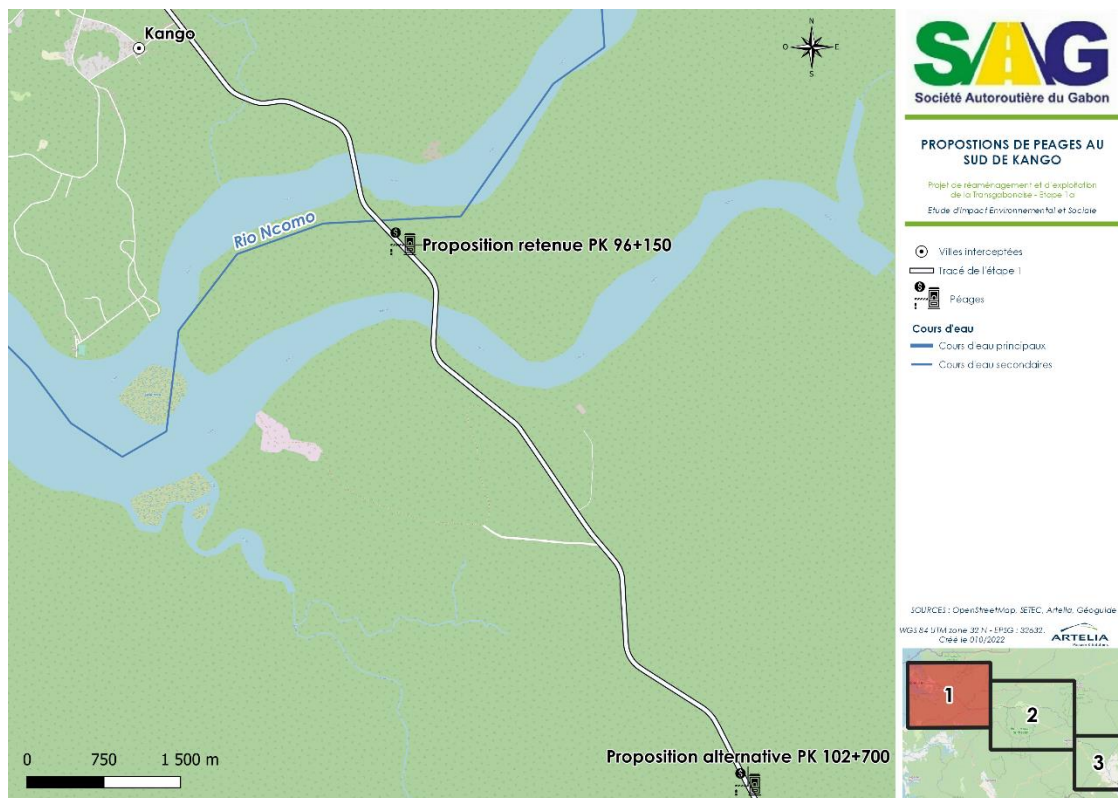 Kango
N
O
E
S
Rio Ncomo
Proposition retenue PK 96+150
Proposition alternative PK 102+700
0 750 1 500 m
SAG
Société Autoroutière du Gabon
PROPOSTIONS DE PEAGES AU
SUD DE KANGO
Projet de réaménagement et d'exploitation
de la Transgabonaise - Etape 1a
Etude d'Impact Environnemental et Sociale
Villes interceptées
Tracé de l'étape 1
Péages
Cours d'eau
Cours d'eau principaux
Cours d'eau secondaires
SOURCES : OpenStreetMap, SETEC, Artelia, Géoguide
WGS 84 UTM zone 32 N - EPSG : 32632.
Créé le 010/2022
ARTELIA
1
2
3